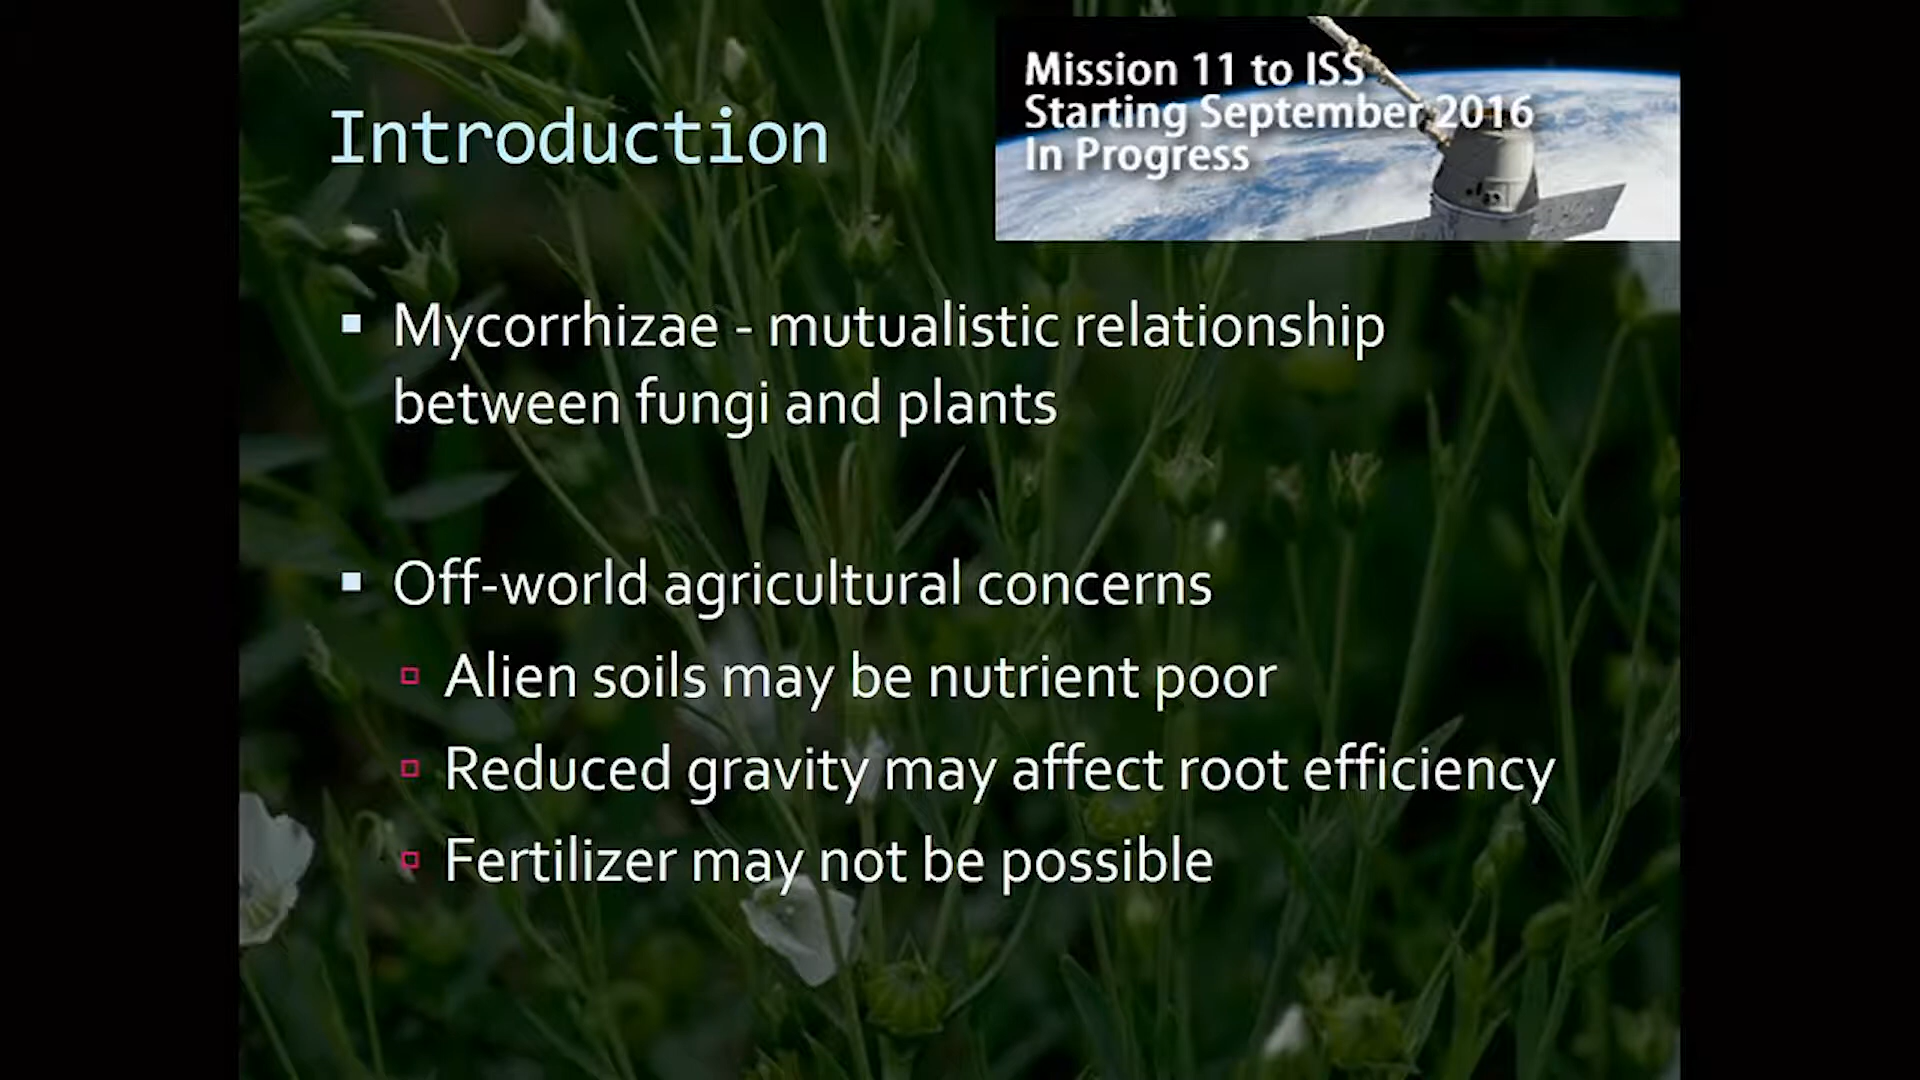 Introduction
Mission 11 to ISS
Starting September 2016
In Progress
Mycorrhizae - mutualistic relationship
between fungi and plants
Off-world agricultural concerns
Alien soils may be nutrient poor
Reduced gravity may affect root efficiency
Fertilizer may not be possible